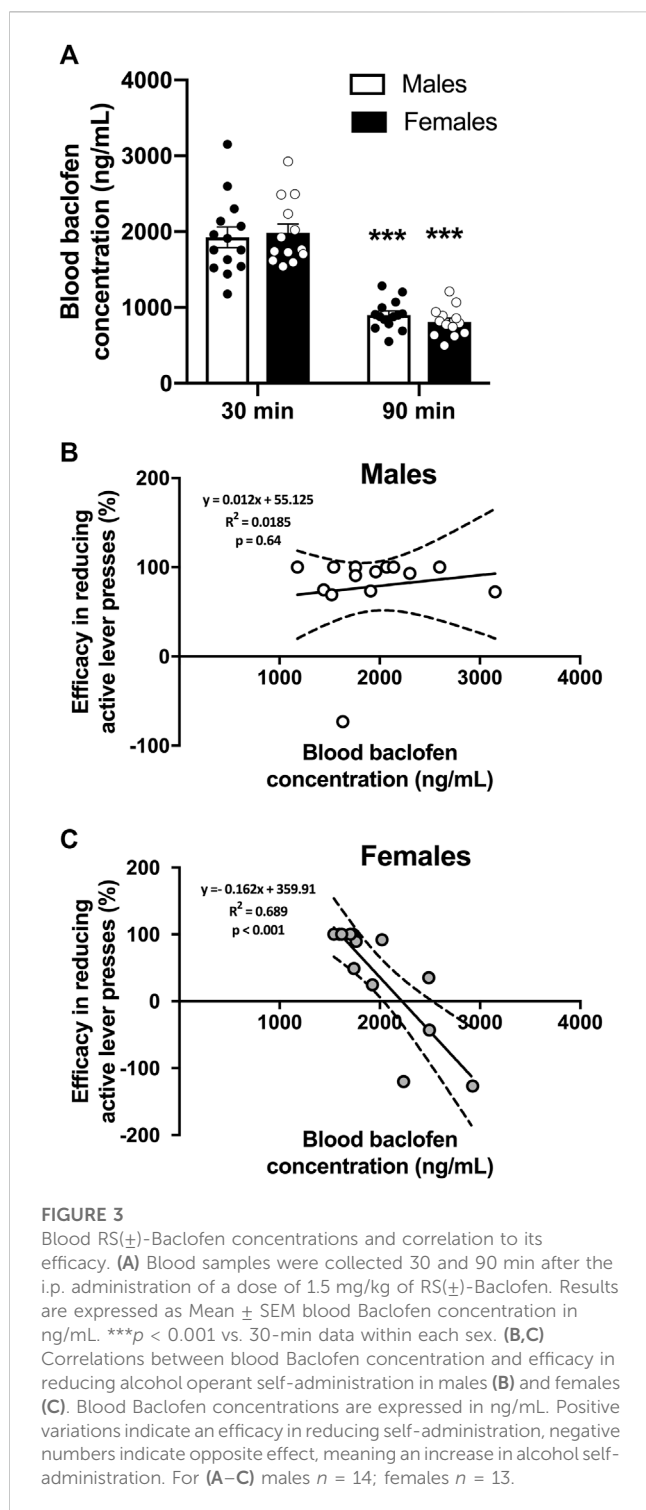 A
Blood baclofen
concentration (ng/mL)
4000
3000
2000
1000
0
Males
Females
***
***
30 min
90 min
B
Males
Efficacy in reducing
active lever presses (%)
200
100
0
-100
y = 0.012x + 55.125
R² = 0.0185
p = 0.64
1000
2000
3000
4000
Blood baclofen
concentration (ng/mL)
C
Females
Efficacy in reducing
active lever presses (%)
200
100
0
-100
-200
y =- 0.162x + 359.91
R² = 0.689
p < 0.001
1000
2000
3000
4000
Blood baclofen
concentration (ng/mL)
FIGURE 3
Blood RS(±)-Baclofen concentrations and correlation to its
efficacy. (A) Blood samples were collected 30 and 90 min after the
i.p. administration of a dose of 1.5 mg/kg of RS(±)-Baclofen. Results
are expressed as Mean ± SEM blood Baclofen concentration in
ng/mL. ***p < 0.001 vs. 30-min data within each sex. (B,C)
Correlations between blood Baclofen concentration and efficacy in
reducing alcohol operant self-administration in males (B) and females
(C). Blood Baclofen concentrations are expressed in ng/mL. Positive
variations indicate an efficacy in reducing self-administration, negative
numbers indicate opposite effect, meaning an increase in alcohol self-
administration. For (A–C) males n = 14; females n = 13.